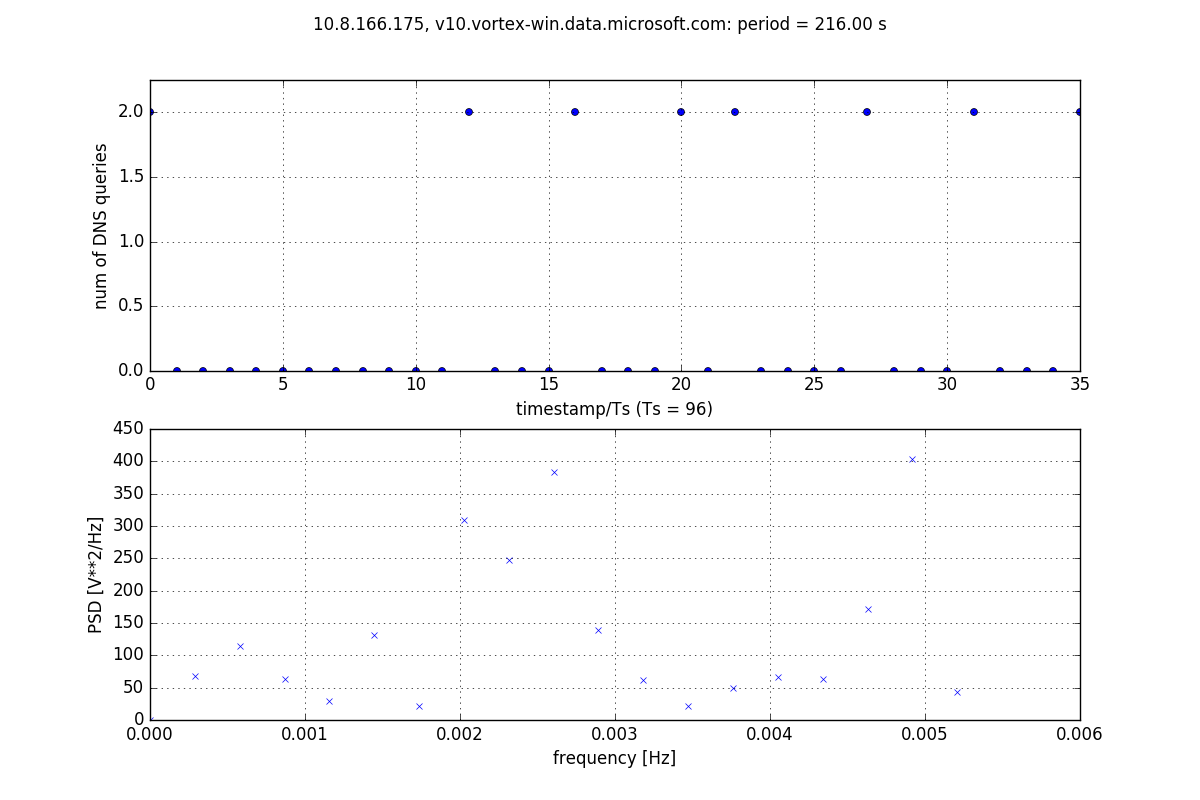 10.8.166.175, v10.vortex-win.data.microsoft.com: period = 216.00 s
2.0
1.5
1.0
0.5
0.0
num of DNS queries
0 5 10 15 20 25 30 35
timestamp/Ts (Ts = 96)
450
400
350
300
250
200
150
100
50
0
PSD [V**2/Hz]
0.000 0.001 0.002 0.003 0.004 0.005 0.006
frequency [Hz]